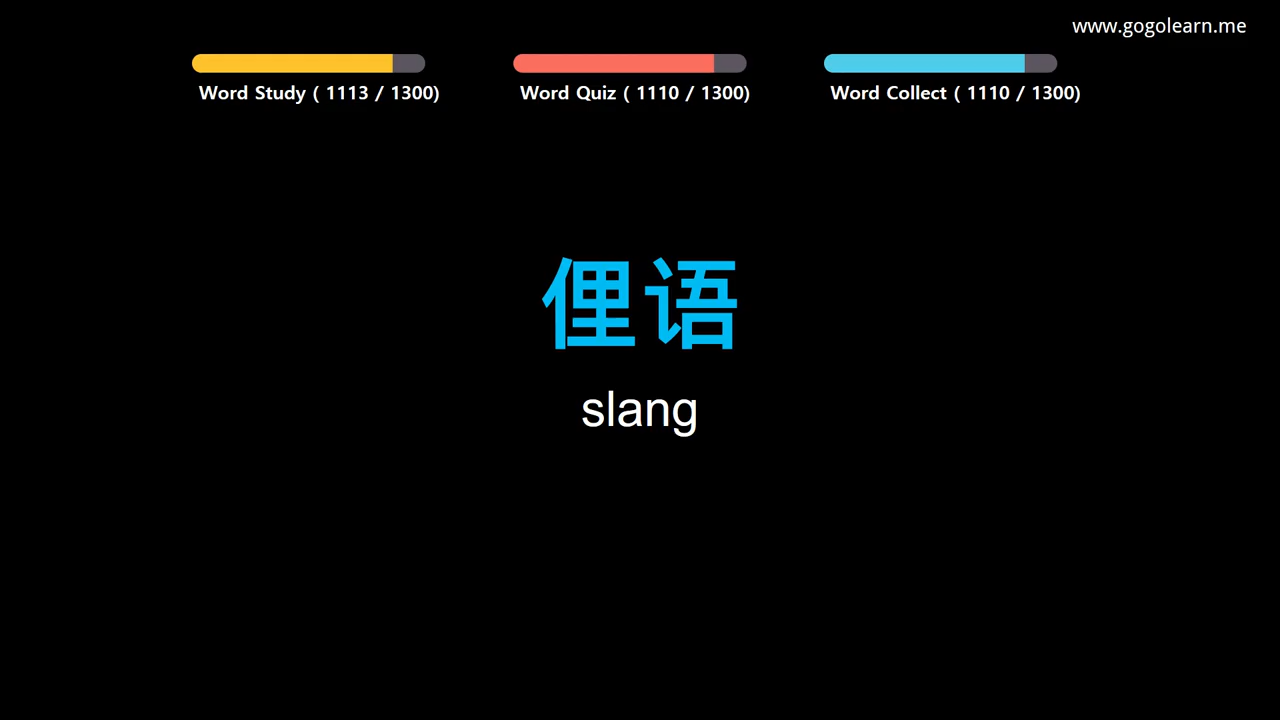 www.gogolearn.me
Word Study ( 1113 / 1300)
Word Quiz ( 1110 / 1300)
Word Collect ( 1110 / 1300)
俚语
slang